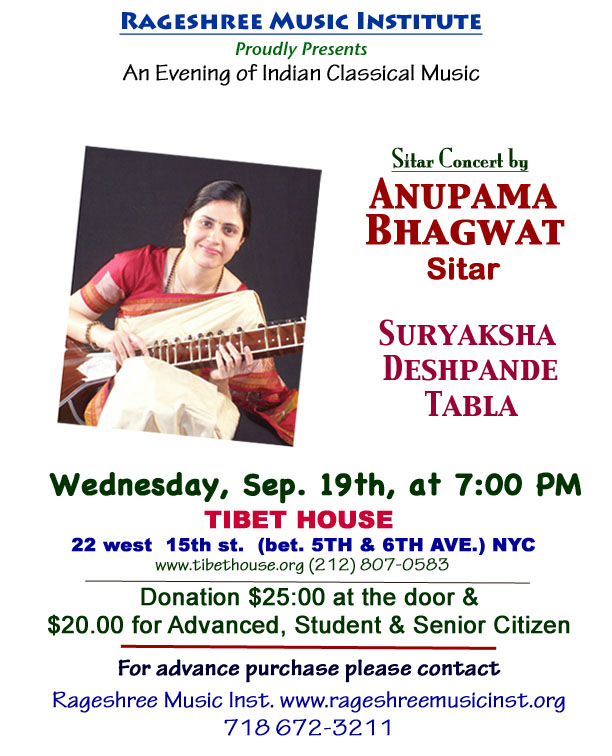 Rageshree Music Institute
Proudly Presents
An Evening of Indian Classical Music
Sitar Concert by
Anupama
Bhagwat
Sitar
Suryaksha
Deshpande
Tabla
Wednesday, Sep. 19th, at 7:00 PM
TIBET HOUSE
22 west 15th st. (bet. 5TH & 6TH AVE.) NYC
www.tibethouse.org (212) 807-0583
Donation $25:00 at the door &
$20.00 for Advanced, Student & Senior Citizen
For advance purchase please contact
Rageshree Music Inst. www.rageshreemusicinst.org
718 672-3211